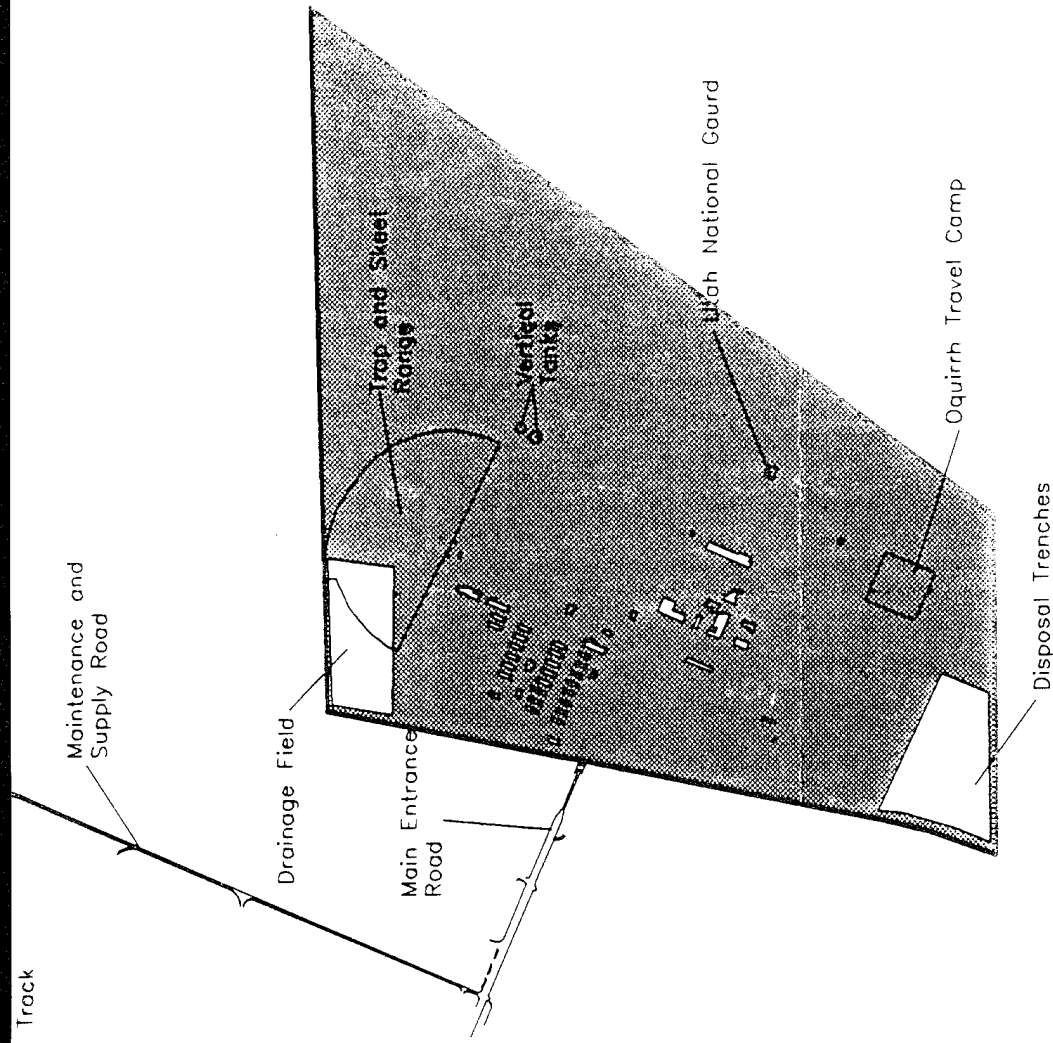 Track
Maintenance and
Supply Road
Drainage Field
Main Entrance
Road
Trap and Skeet
Range
Vertical
Tanks
Utah National Gaurd
Oquirrh Travel Camp
Disposal Trenches